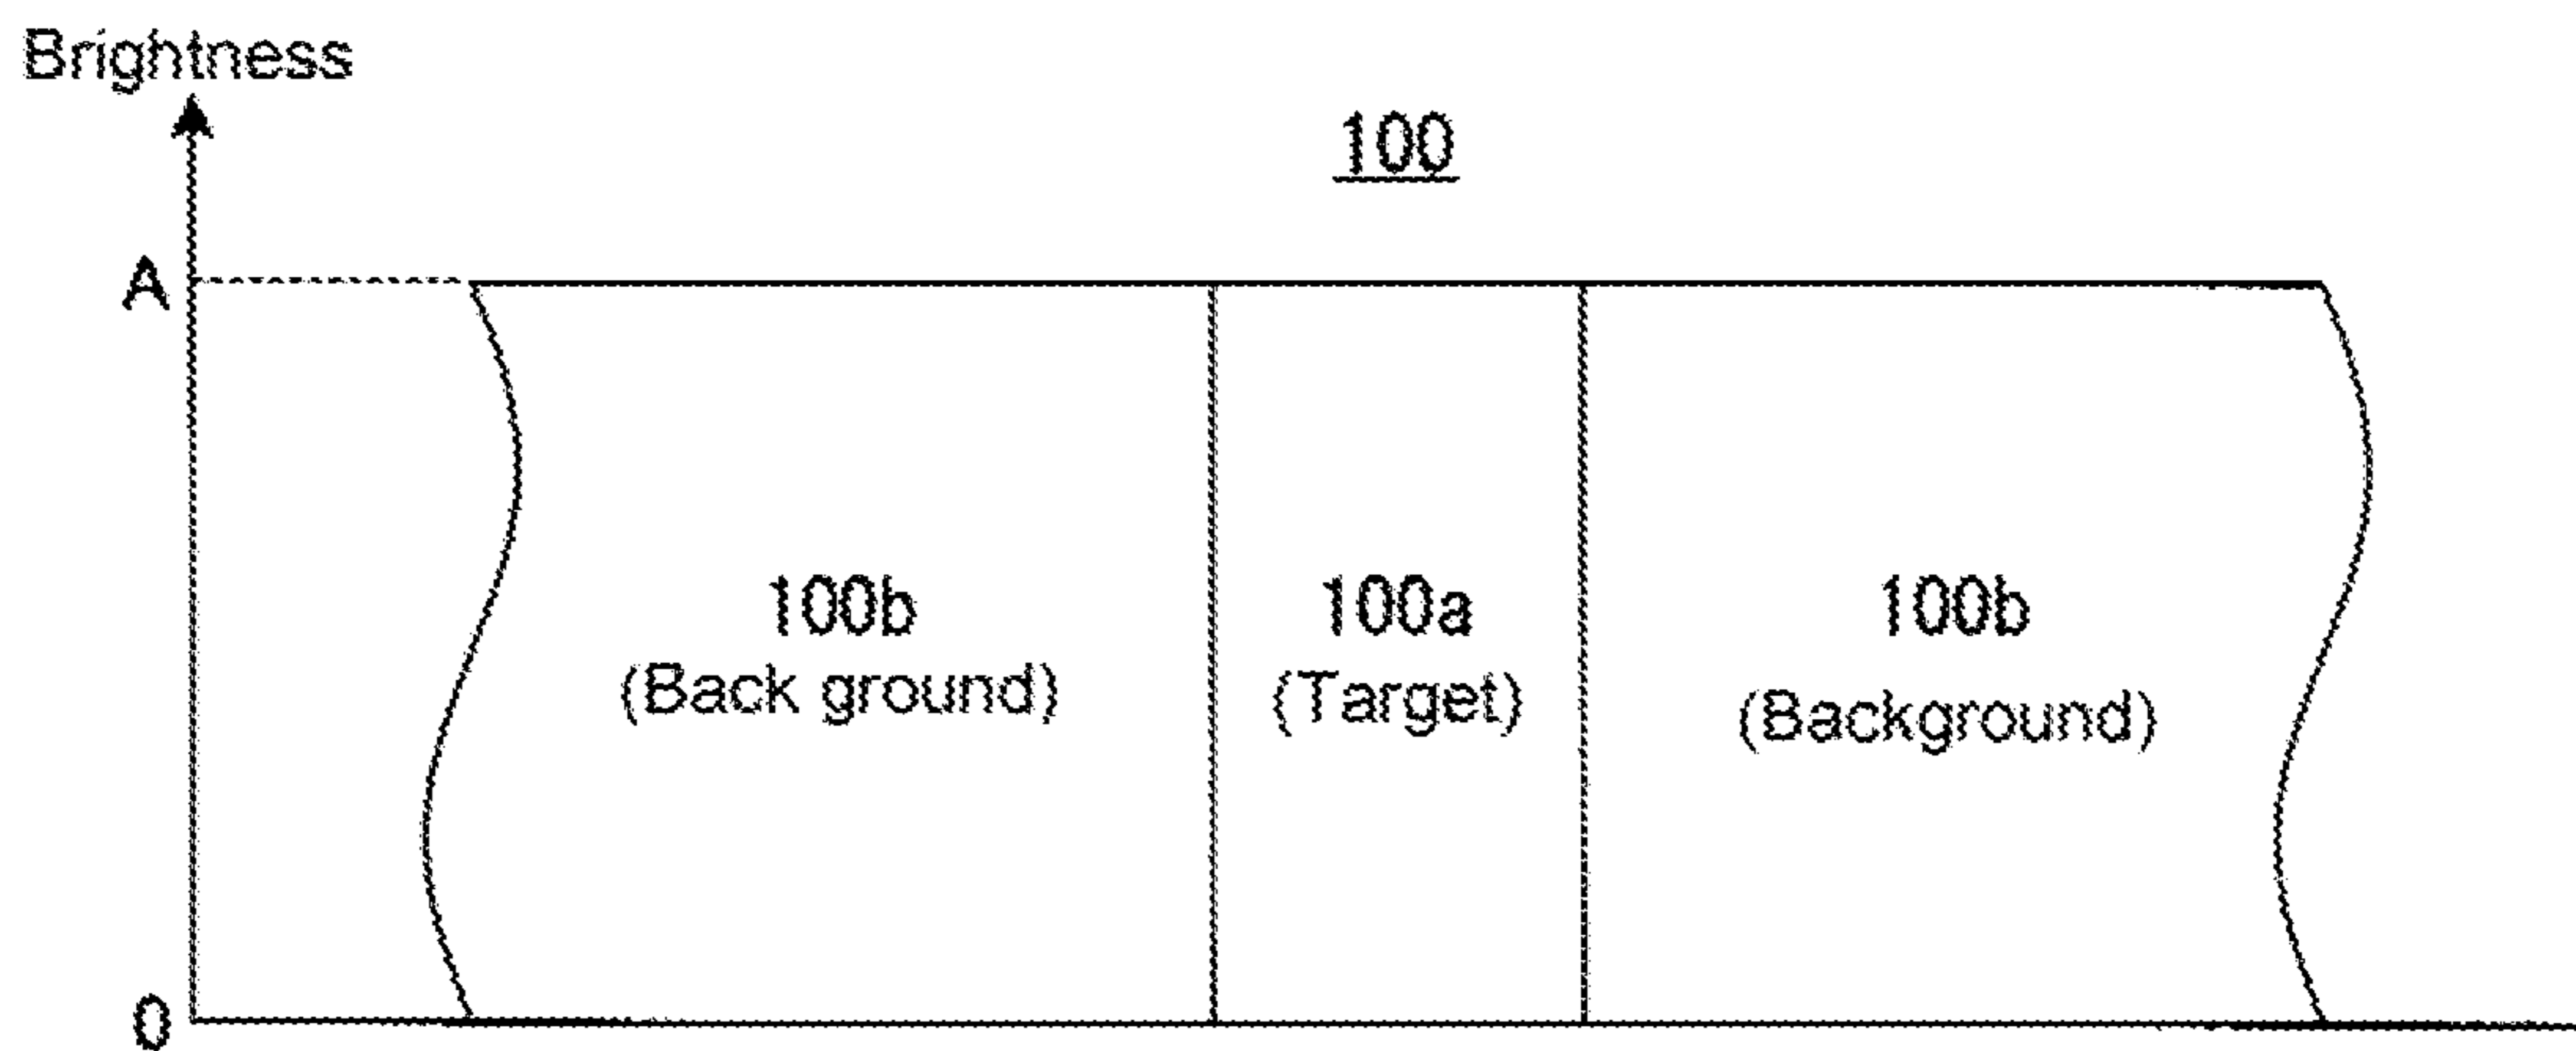 Brightness
100
A
100b
100a
100b
(Back ground)
(Target)
(Background)
0